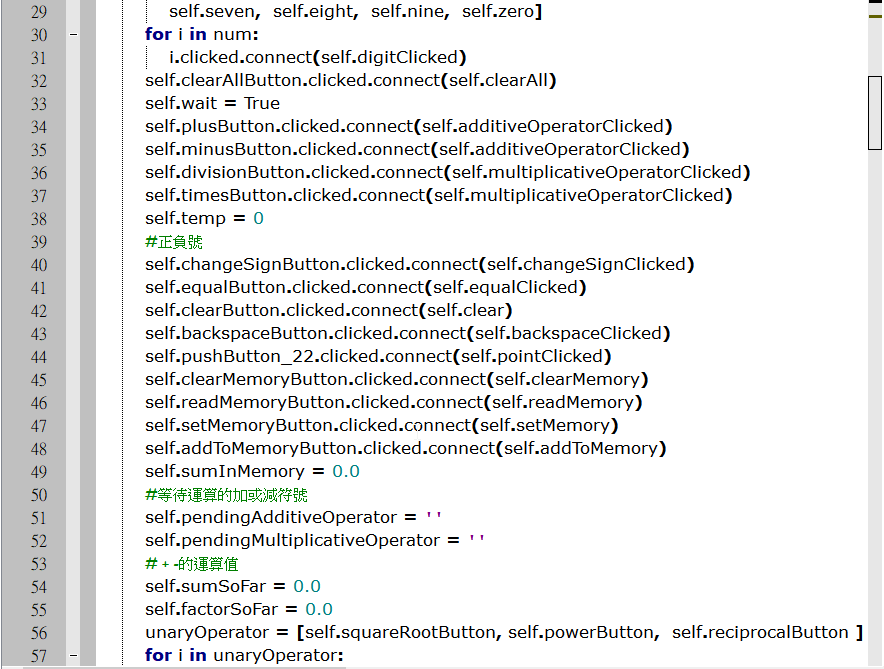 29 self.seven, self.eight, self.nine, self.zero]
30 for i in num:
31 i.clicked.connect(self.digitClicked)
32 self.clearAllButton.clicked.connect(self.clearAll)
33 self.wait = True
34 self.plusButton.clicked.connect(self.additiveOperatorClicked)
35 self.minusButton.clicked.connect(self.additiveOperatorClicked)
36 self.divisionButton.clicked.connect(self.multiplicativeOperatorClicked)
37 self.timesButton.clicked.connect(self.multiplicativeOperatorClicked)
38 self.temp = 0
39 #正負號
40 self.changeSignButton.clicked.connect(self.changeSignClicked)
41 self.equalButton.clicked.connect(self.equalClicked)
42 self.clearButton.clicked.connect(self.clear)
43 self.backspaceButton.clicked.connect(self.backspaceClicked)
44 self.pushButton_22.clicked.connect(self.pointClicked)
45 self.clearMemoryButton.clicked.connect(self.clearMemory)
46 self.readMemoryButton.clicked.connect(self.readMemory)
47 self.setMemoryButton.clicked.connect(self.setMemory)
48 self.addToMemoryButton.clicked.connect(self.addToMemory)
49 self.sumInMemory = 0.0
50 #等待運算的加或減符號
51 self.pendingAdditiveOperator = ''
52 self.pendingMultiplicativeOperator = ''
53 #+-的運算值
54 self.sumSoFar = 0.0
55 self.factorSoFar = 0.0
56 unaryOperator = [self.squareRootButton, self.powerButton, self.reciprocalButton ]
57 for i in unaryOperator: